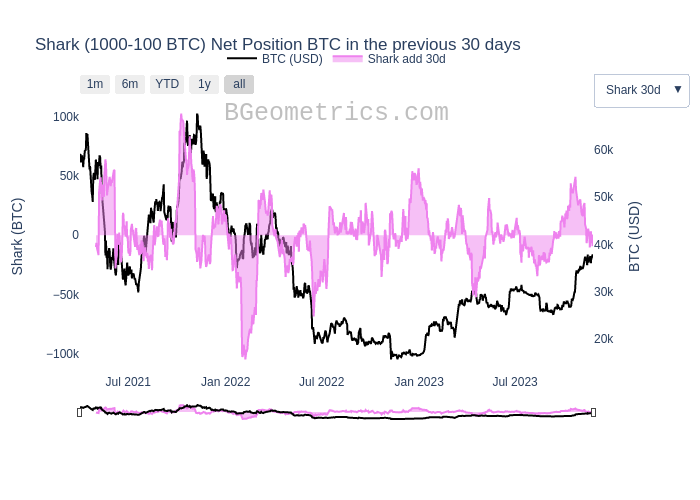 Shark (1000-100 BTC) Net Position BTC in the previous 30 days
BTC (USD) Shark add 30d
1m 6m YTD 1y all
Shark 30d ▼
BGeometrics.com
100k
50k
0
−50k
−100k
Shark (BTC)
60k
50k
40k
30k
20k
BTC (USD)
Jul 2021 Jan 2022 Jul 2022 Jan 2023 Jul 2023